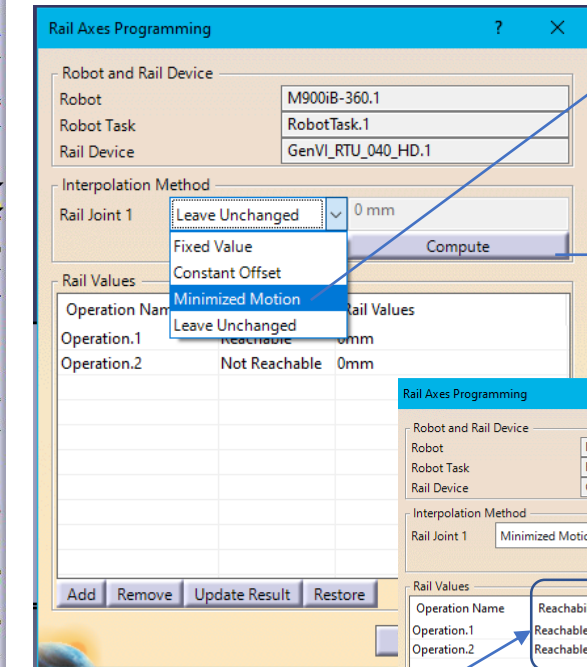 Rail Axes Programming ? ×
Robot and Rail Device
Robot M900iB-360.1
Robot Task RobotTask.1
Rail Device GenVI_RTU_040_HD.1
Interpolation Method
Rail Joint 1 Leave Unchanged 0 mm
Fixed Value Compute
Constant Offset
Minimized Motion
Leave Unchanged
Rail Values
Operation Nam Rail Values
Operation.1 Reachable 0mm
Operation.2 Not Reachable 0mm
Add Remove Update Result Restore
Rail Axes Programming
Robot and Rail Device
Robot
Robot Task
Rail Device
Interpolation Method
Rail Joint 1 Minimized Motio
Rail Values
Operation Name Reachabi
Operation.1 Reachable
Operation.2 Reachable